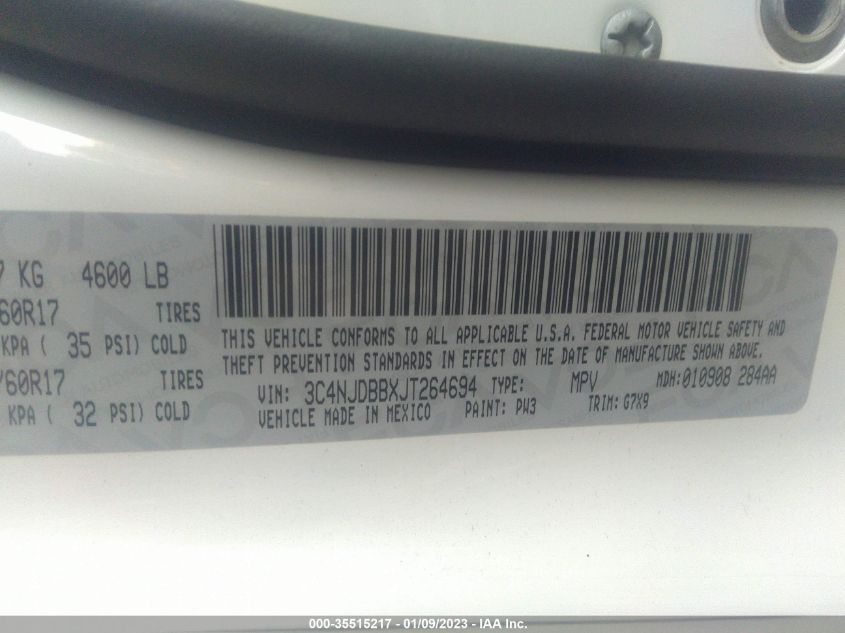 7 KG 4600 LB
60R17 TIRES
KPA ( 35 PSI) COLD
/60R17 TIRES
KPA ( 32 PSI) COLD
THIS VEHICLE CONFORMS TO ALL APPLICABLE U.S.A. FEDERAL MOTOR VEHICLE SAFETY AND
THEFT PREVENTION STANDARDS IN EFFECT ON THE DATE OF MANUFACTURE SHOWN ABOVE.
VIN: 3C4NJDBBXJT264694 TYPE: MPV MDH:010908 284AA
VEHICLE MADE IN MEXICO PAINT: PW3 TRIM: G7X9
000-35515217 - 01/09/2023 - IAA Inc.